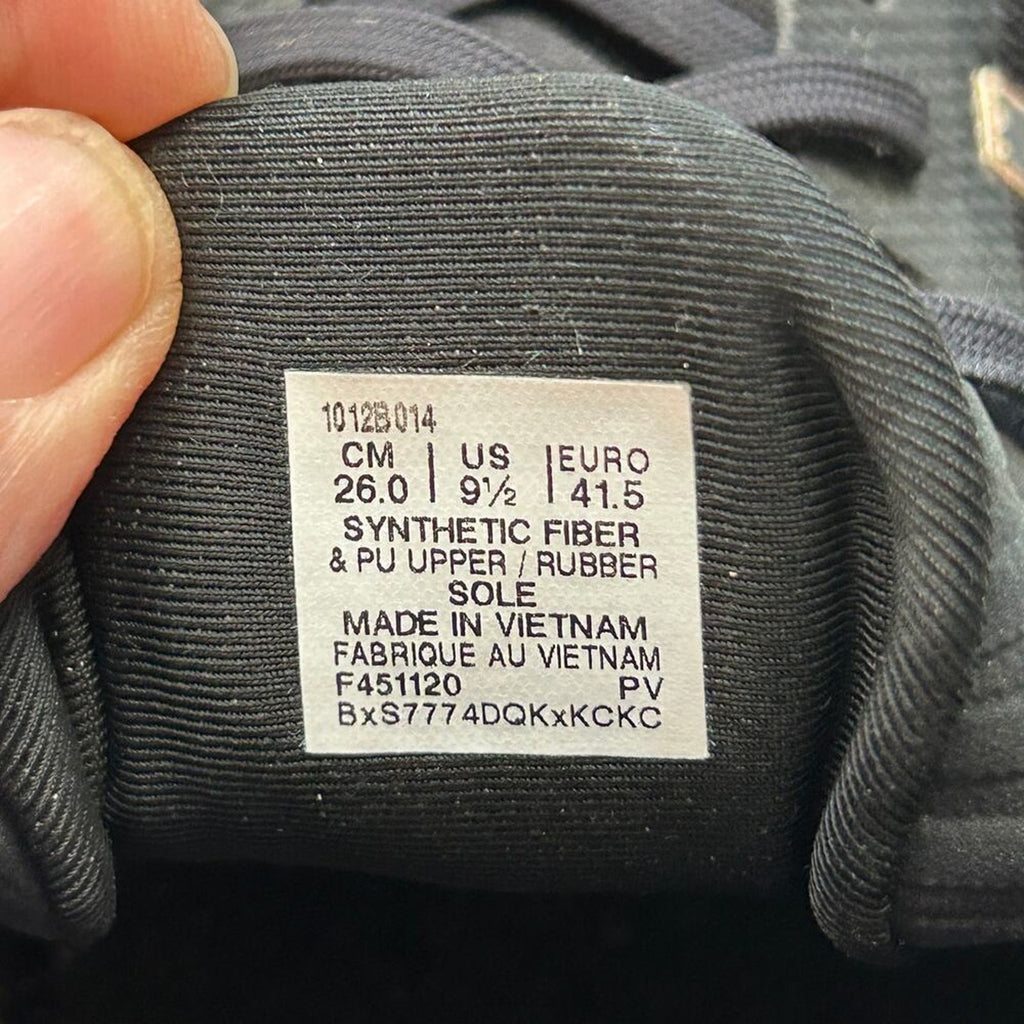 1012B014
CM | US | EURO
26.0 | 9½ | 41.5
SYNTHETIC FIBER
& PU UPPER / RUBBER
SOLE
MADE IN VIETNAM
FABRIQUE AU VIETNAM
F451120 PV
BxS7774DQKxKCKC